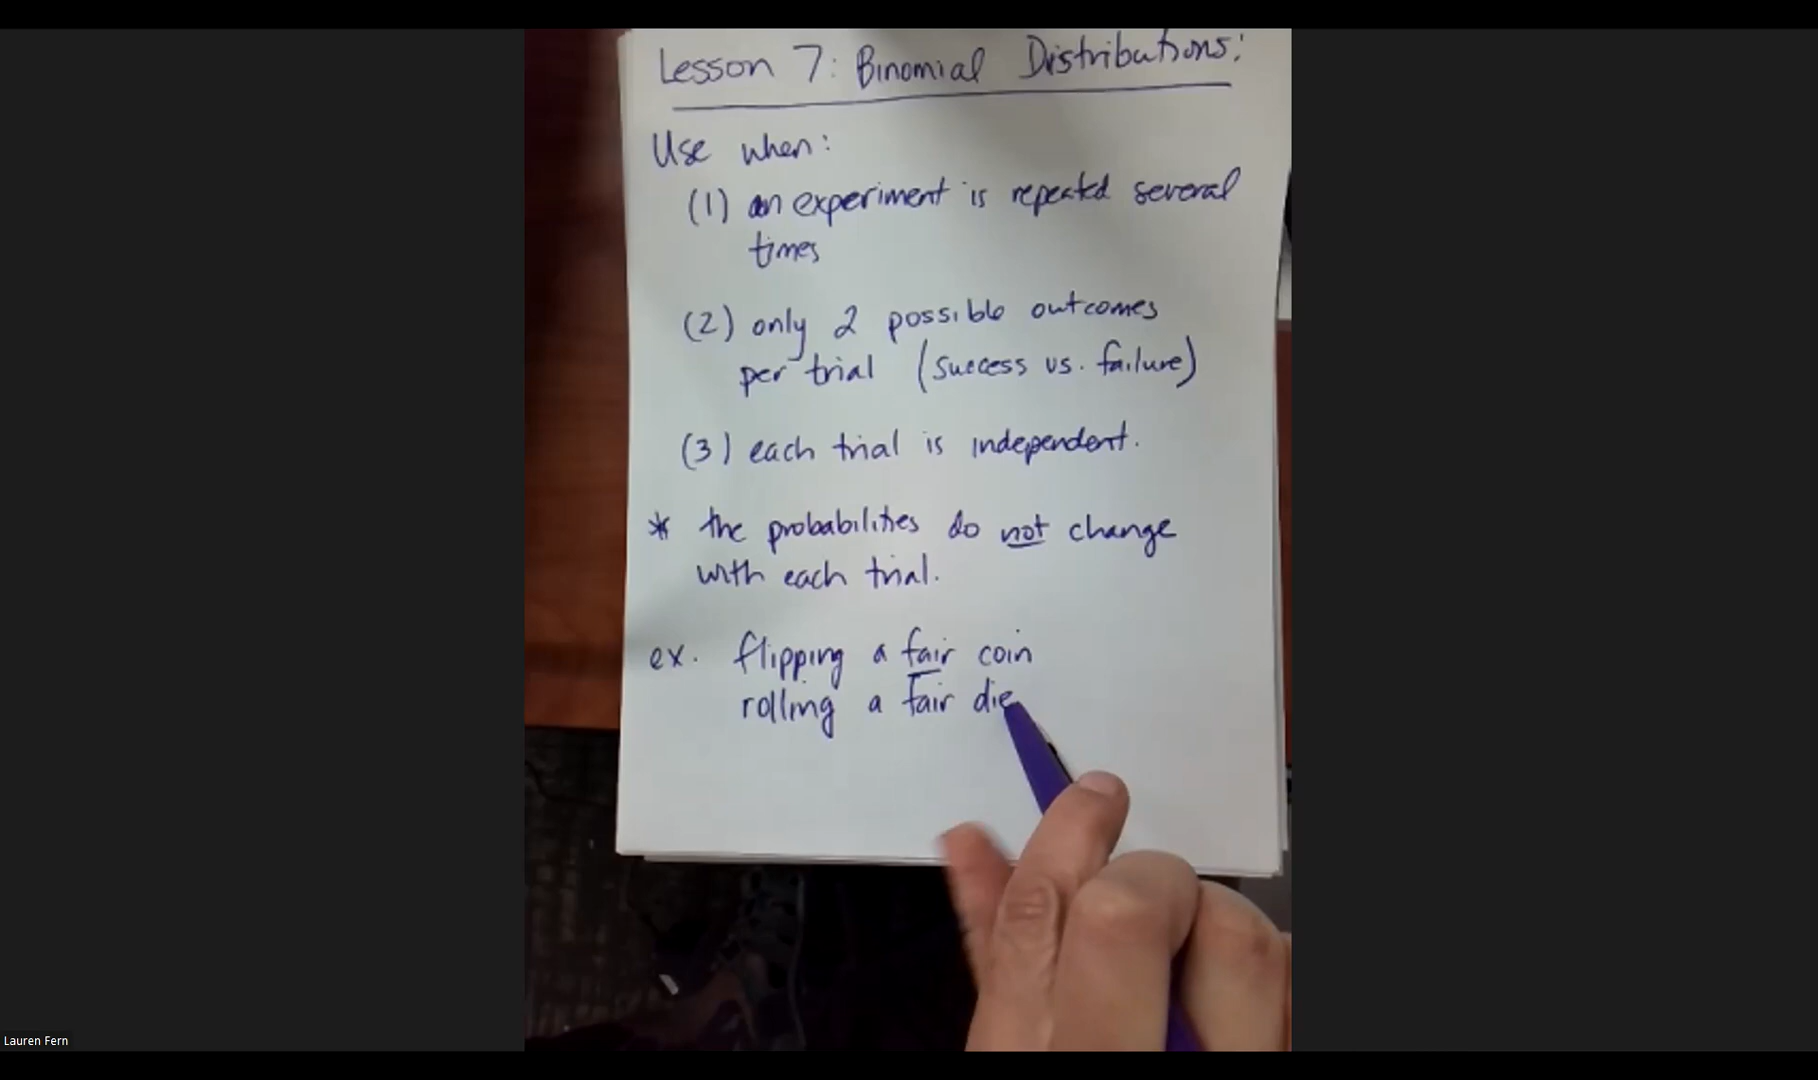 Lesson 7: Binomial Distributions:
Use when:
(1) an experiment is repeated several
times
(2) only 2 possible outcomes
per trial (success vs. failure)
(3) each trial is independent.
* the probabilities do not change
with each trial.
ex. flipping a fair coin
rolling a fair die
Lauren Fern